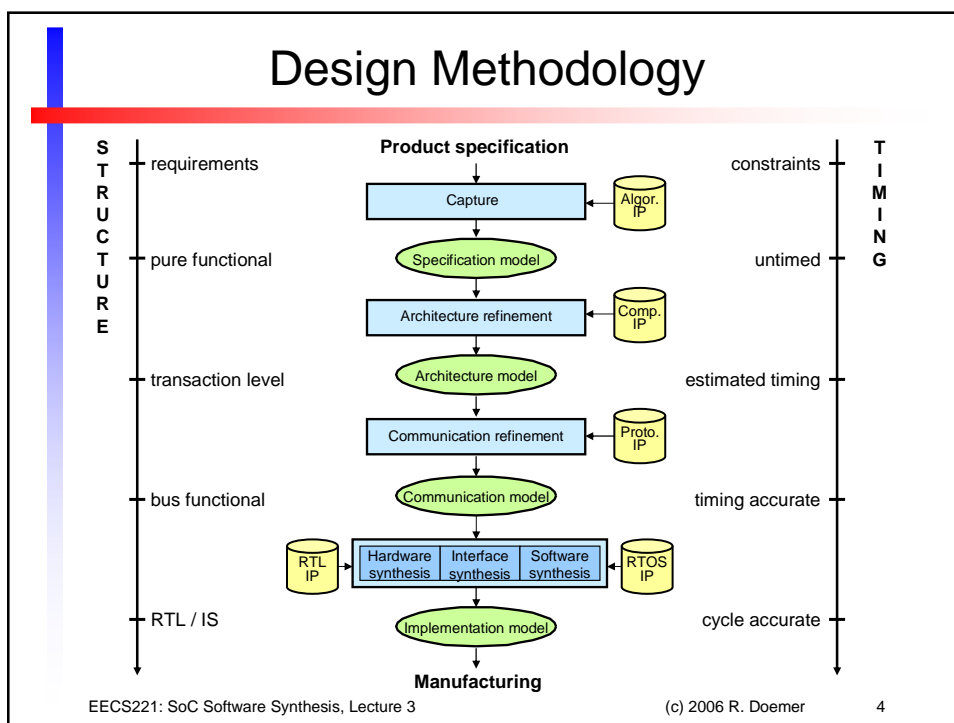 Design Methodology
STRUCTURE
TIMING
Product specification
requirements
constraints
Capture
Algor.
IP
pure functional
Specification model
untimed
Architecture refinement
Comp.
IP
transaction level
Architecture model
estimated timing
Communication refinement
Proto.
IP
bus functional
Communication model
timing accurate
RTL
IP
Hardware
synthesis
Interface
synthesis
Software
synthesis
RTOS
IP
RTL / IS
Implementation model
cycle accurate
Manufacturing
EECS221: SoC Software Synthesis, Lecture 3
(c) 2006 R. Doemer
4